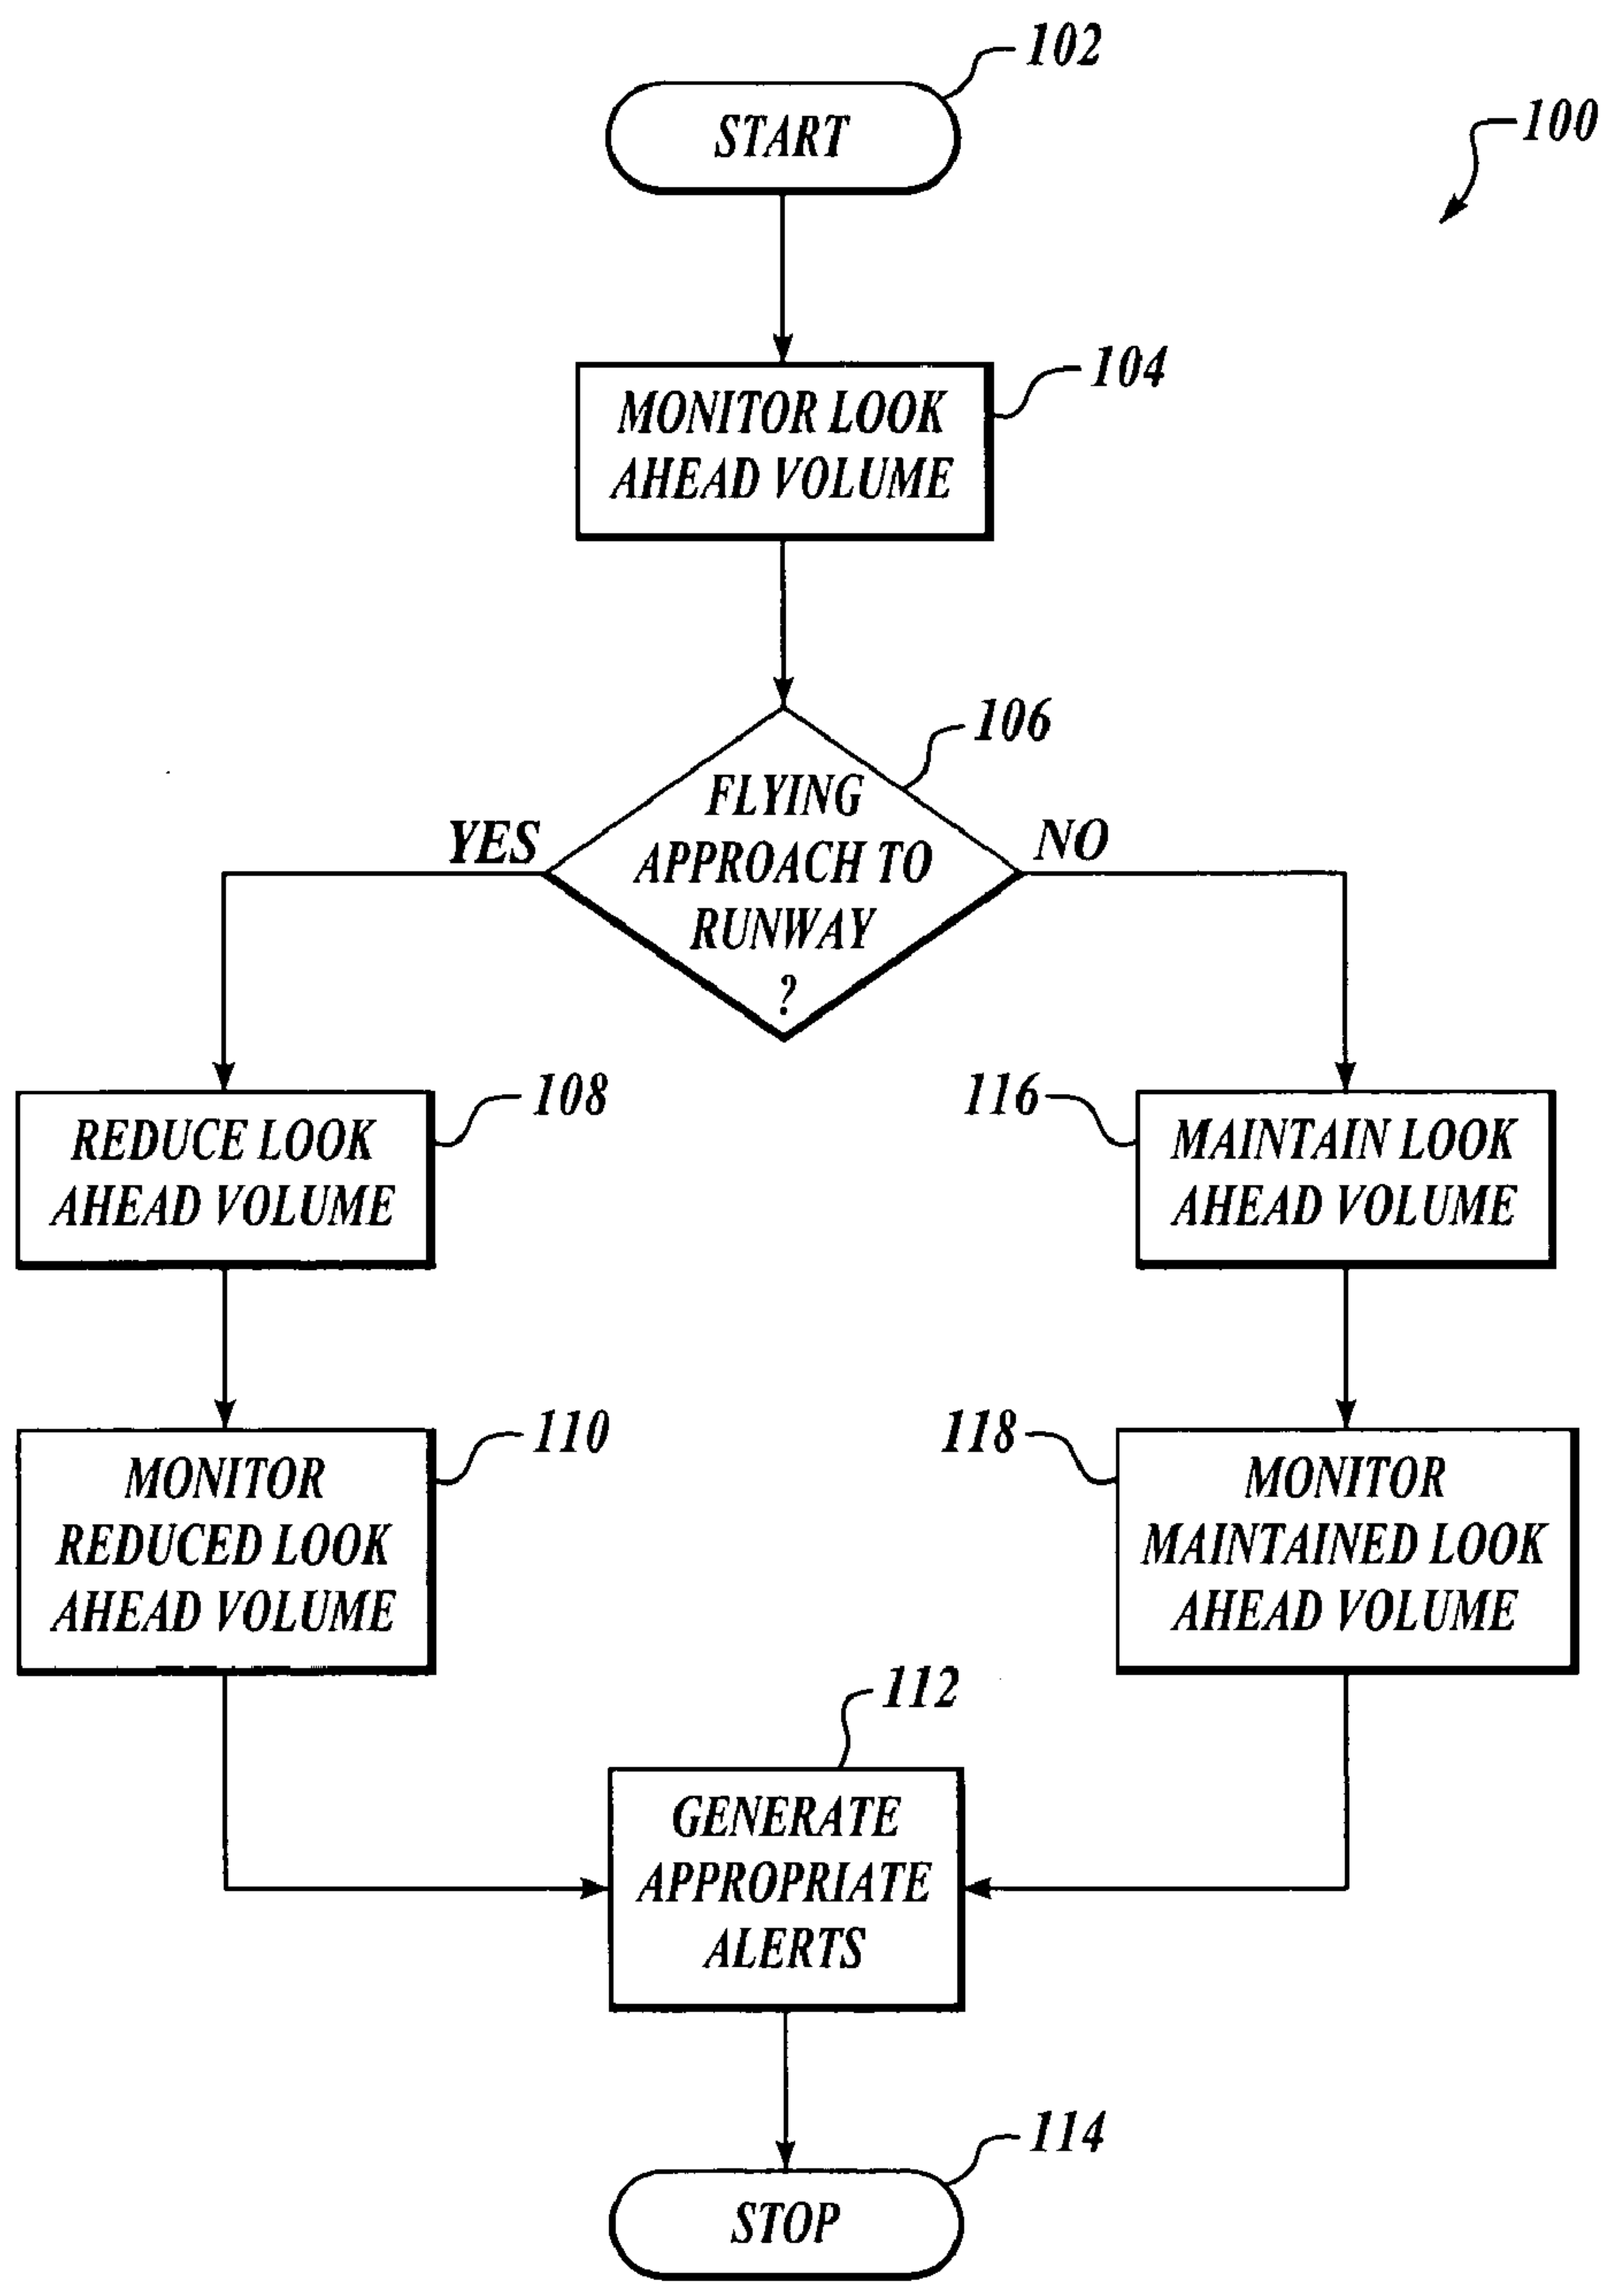 102
START
100
104
MONITOR LOOK
AHEAD VOLUME
106
FLYING
APPROACH TO
RUNWAY
?
YES
NO
108
REDUCE LOOK
AHEAD VOLUME
116
MAINTAIN LOOK
AHEAD VOLUME
110
MONITOR
REDUCED LOOK
AHEAD VOLUME
118
MONITOR
MAINTAINED LOOK
AHEAD VOLUME
112
GENERATE
APPROPRIATE
ALERTS
114
STOP